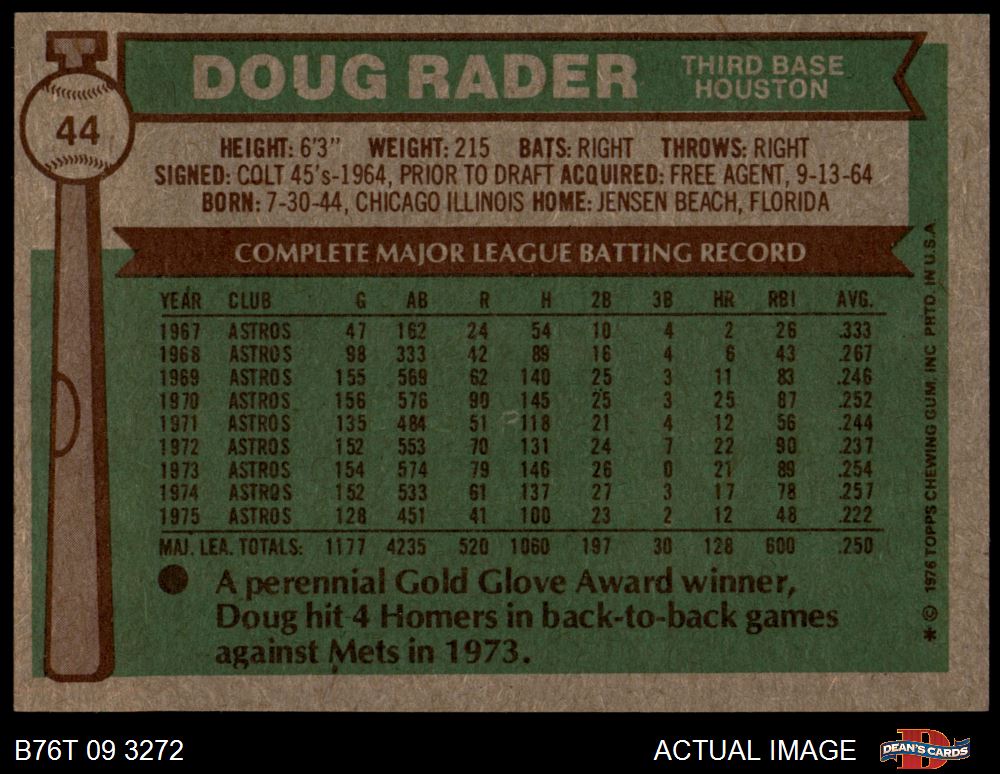 DOUG RADER
THIRD BASE
HOUSTON
44
HEIGHT: 6'3" WEIGHT: 215 BATS: RIGHT THROWS: RIGHT
SIGNED: COLT 45's-1964, PRIOR TO DRAFT ACQUIRED: FREE AGENT, 9-13-64
BORN: 7-30-44, CHICAGO ILLINOIS HOME: JENSEN BEACH, FLORIDA
COMPLETE MAJOR LEAGUE BATTING RECORD
YEAR CLUB G AB R H 2B 3B HR RBI AVG.
1967 ASTROS 47 162 24 54 10 4 2 26 .333
1968 ASTROS 98 333 42 89 16 4 6 43 .267
1969 ASTROS 155 569 62 140 25 3 11 83 .246
1970 ASTROS 156 576 90 145 25 3 25 87 .252
1971 ASTROS 135 484 51 118 21 4 12 56 .244
1972 ASTROS 152 553 70 131 24 7 22 90 .237
1973 ASTROS 154 574 79 146 26 0 21 89 .254
1974 ASTROS 152 533 61 137 27 3 17 78 .257
1975 ASTROS 128 451 41 100 23 2 12 48 .222
MAJ. LEA. TOTALS: 1177 4235 520 1060 197 30 128 600 .250
A perennial Gold Glove Award winner,
Doug hit 4 Homers in back-to-back games
against Mets in 1973.
* © 1976 TOPPS CHEWING GUM, INC PRTD. IN U.S.A
B76T 09 3272
ACTUAL IMAGE
DEAN'S CARDS